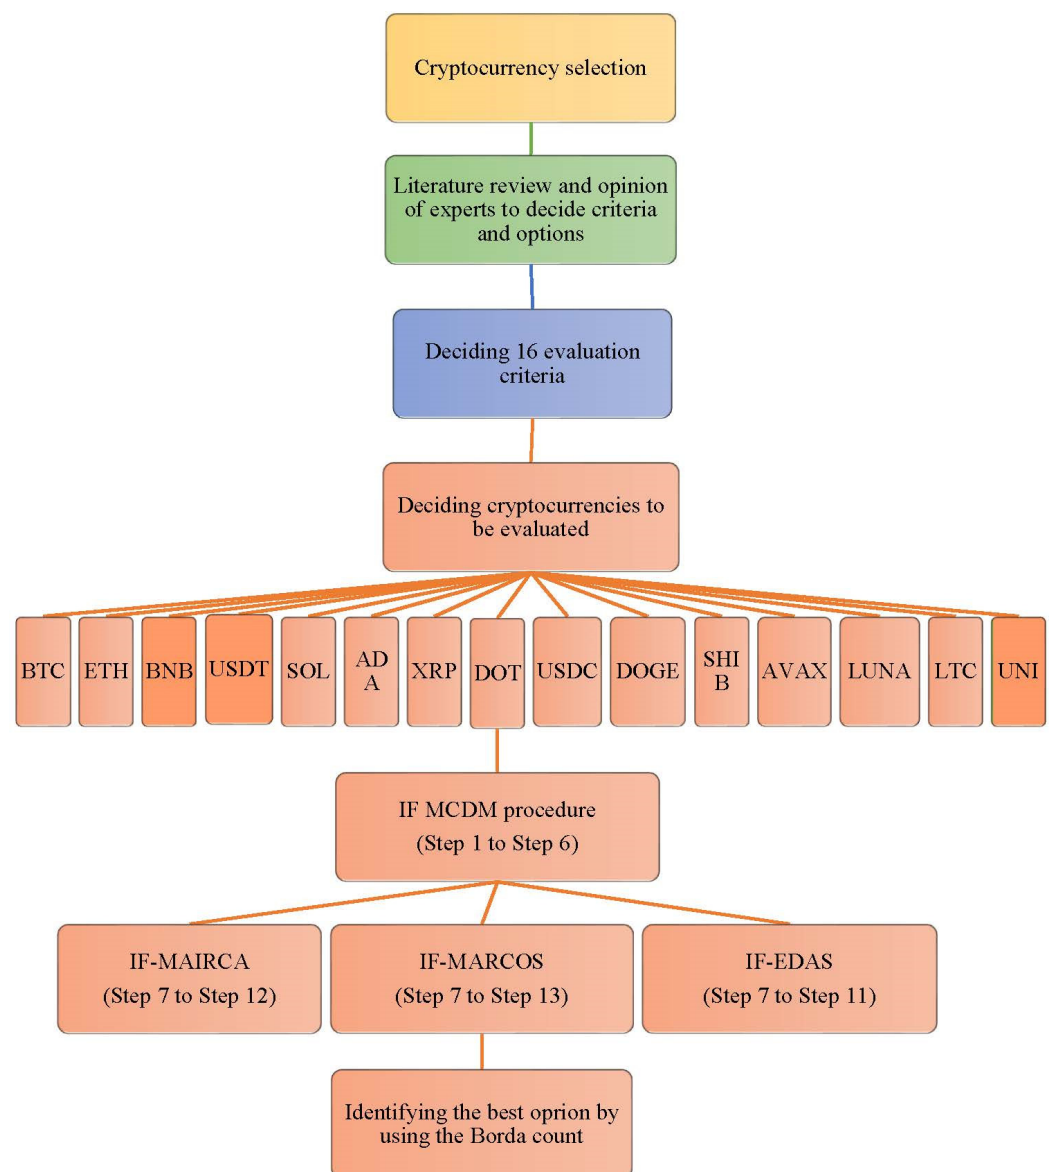 Cryptocurrency selection
Literature review and opinion
of experts to decide criteria
and options
Deciding 16 evaluation
criteria
Deciding cryptocurrencies to
be evaluated
BTC
ETH
BNB
USDT
SOL
AD
A
XRP
DOT
USDC
DOGE
SHI
B
AVAX
LUNA
LTC
UNI
IF MCDM procedure
(Step 1 to Step 6)
IF-MAIRCA
(Step 7 to Step 12)
IF-MARCOS
(Step 7 to Step 13)
IF-EDAS
(Step 7 to Step 11)
Identifying the best oprion by
using the Borda count